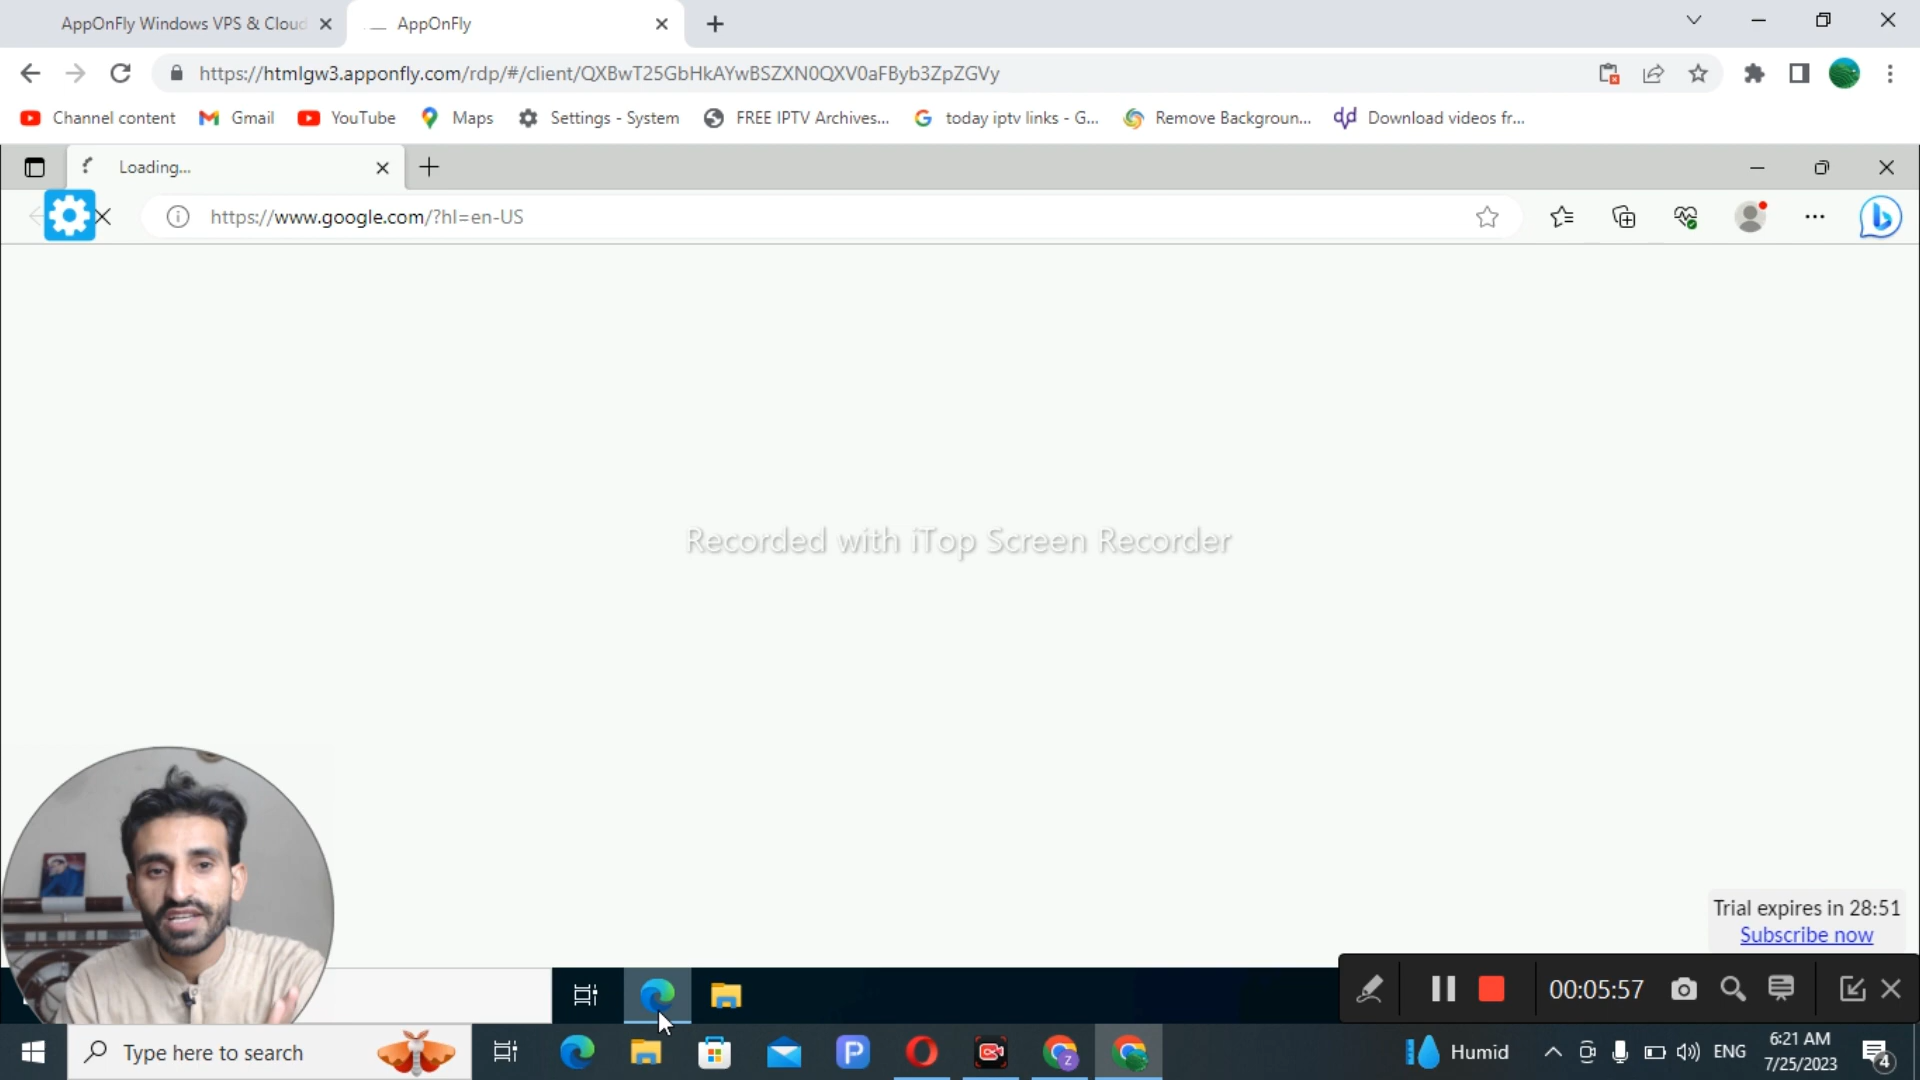 AppOnFly Windows VPS & Cloud
AppOnFly
https://htmlgw3.apponfly.com/rdp/#/client/QXBwT25GbHkAYwBSZXN0QXV0aFByb3ZpZGVy
Channel content
Gmail
YouTube
Maps
Settings - System
FREE IPTV Archives...
today iptv links - G...
Remove Backgroun...
Download videos fr...
Loading...
https://www.google.com/?hl=en-US
Recorded with iTop Screen Recorder
Trial expires in 28:51
Subscribe now
00:05:57
Type here to search
P
Z
Humid
ENG
6:21 AM
7/25/2023
4